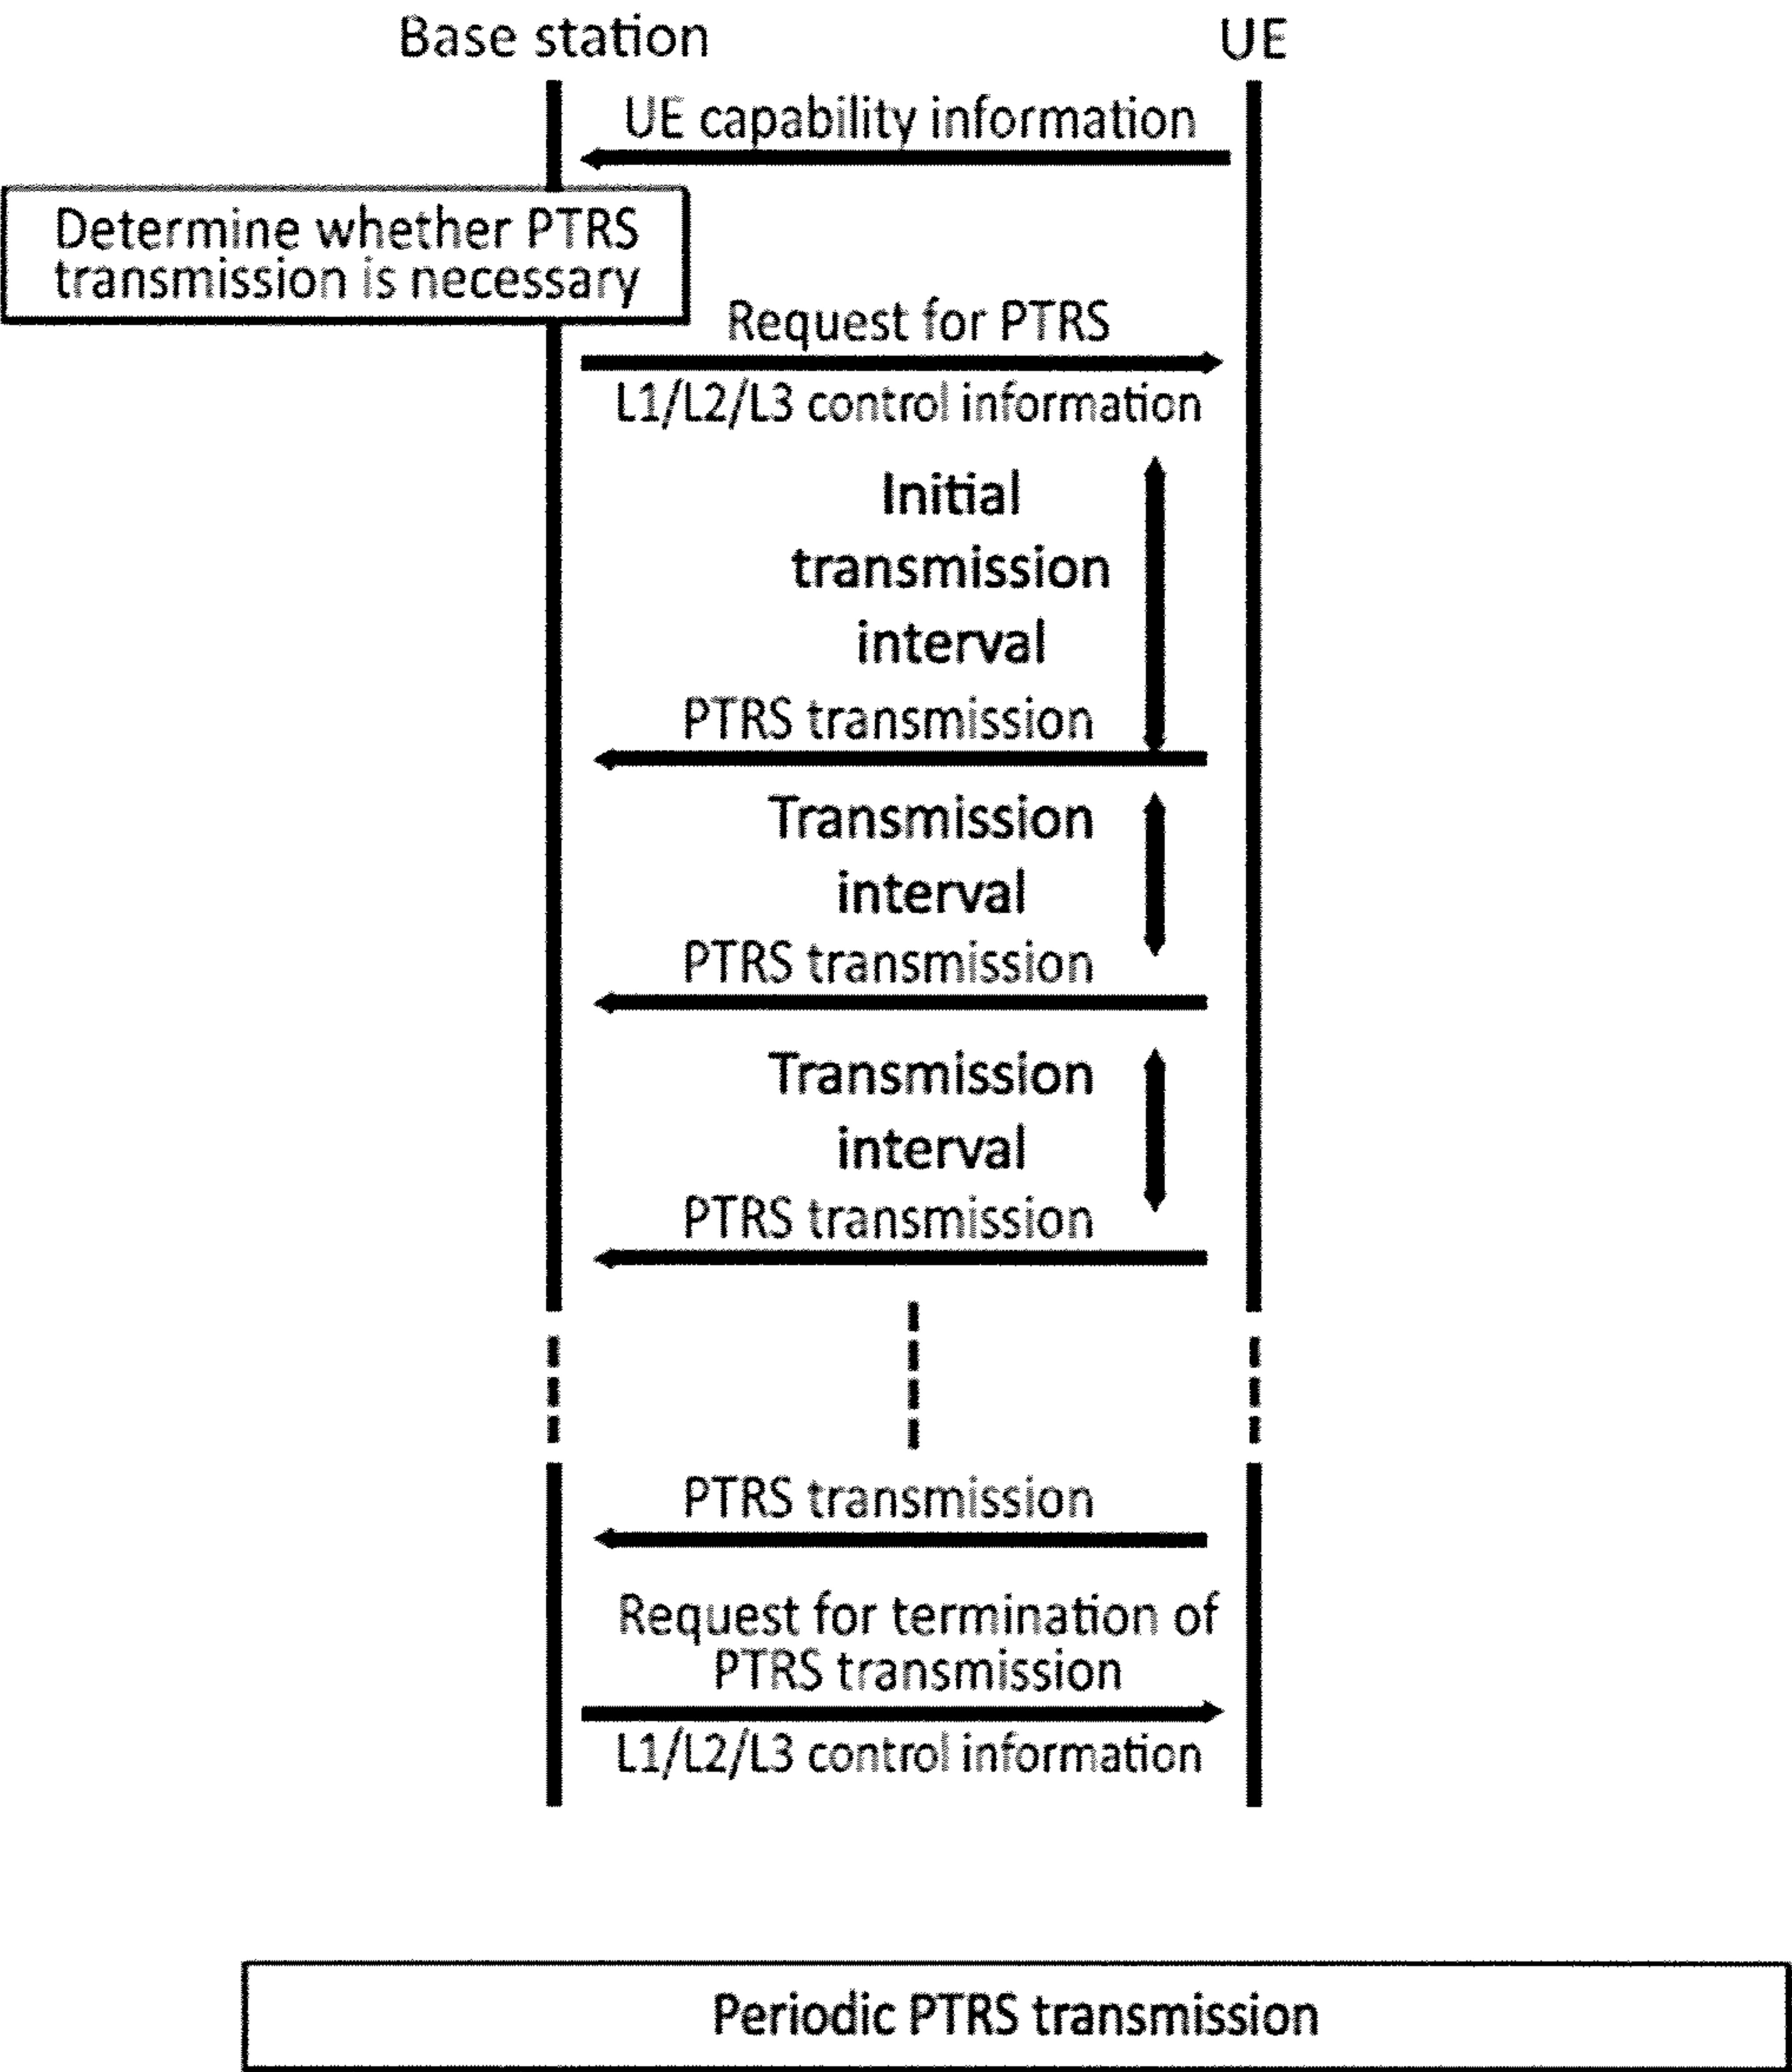 Base station
UE
UE capability information
Determine whether PTRS
transmission is necessary
Request for PTRS
L1/L2/L3 control information
Initial
transmission
interval
PTRS transmission
Transmission
interval
PTRS transmission
Transmission
interval
PTRS transmission
PTRS transmission
Request for termination of
PTRS transmission
L1/L2/L3 control information
Periodic PTRS transmission